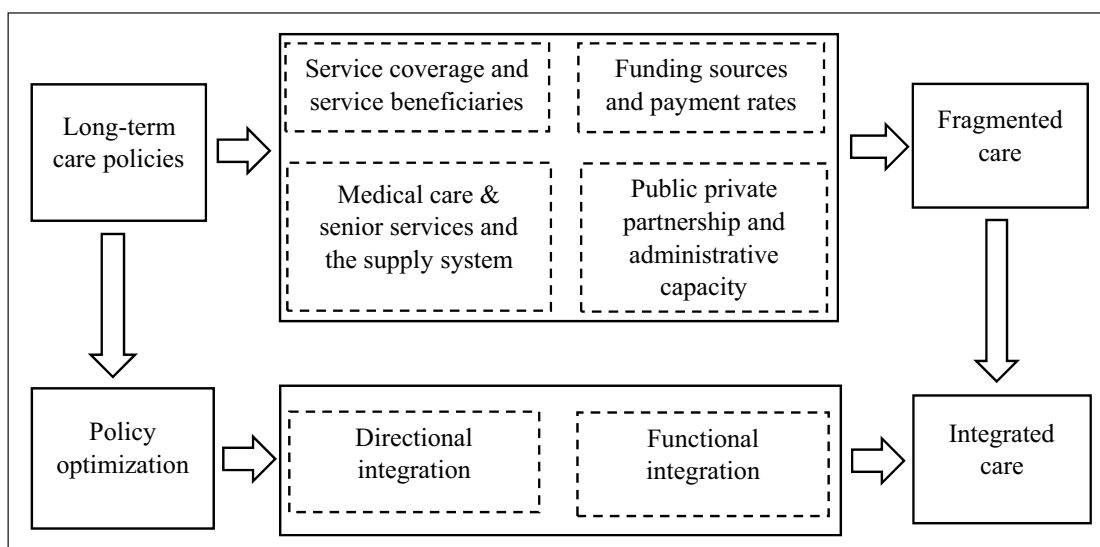 Long-term
care policies
Service coverage and
service beneficiaries
Funding sources
and payment rates
Medical care &
senior services and
the supply system
Public private
partnership and
administrative
capacity
Fragmented
care
Policy
optimization
Directional
integration
Functional
integration
Integrated
care